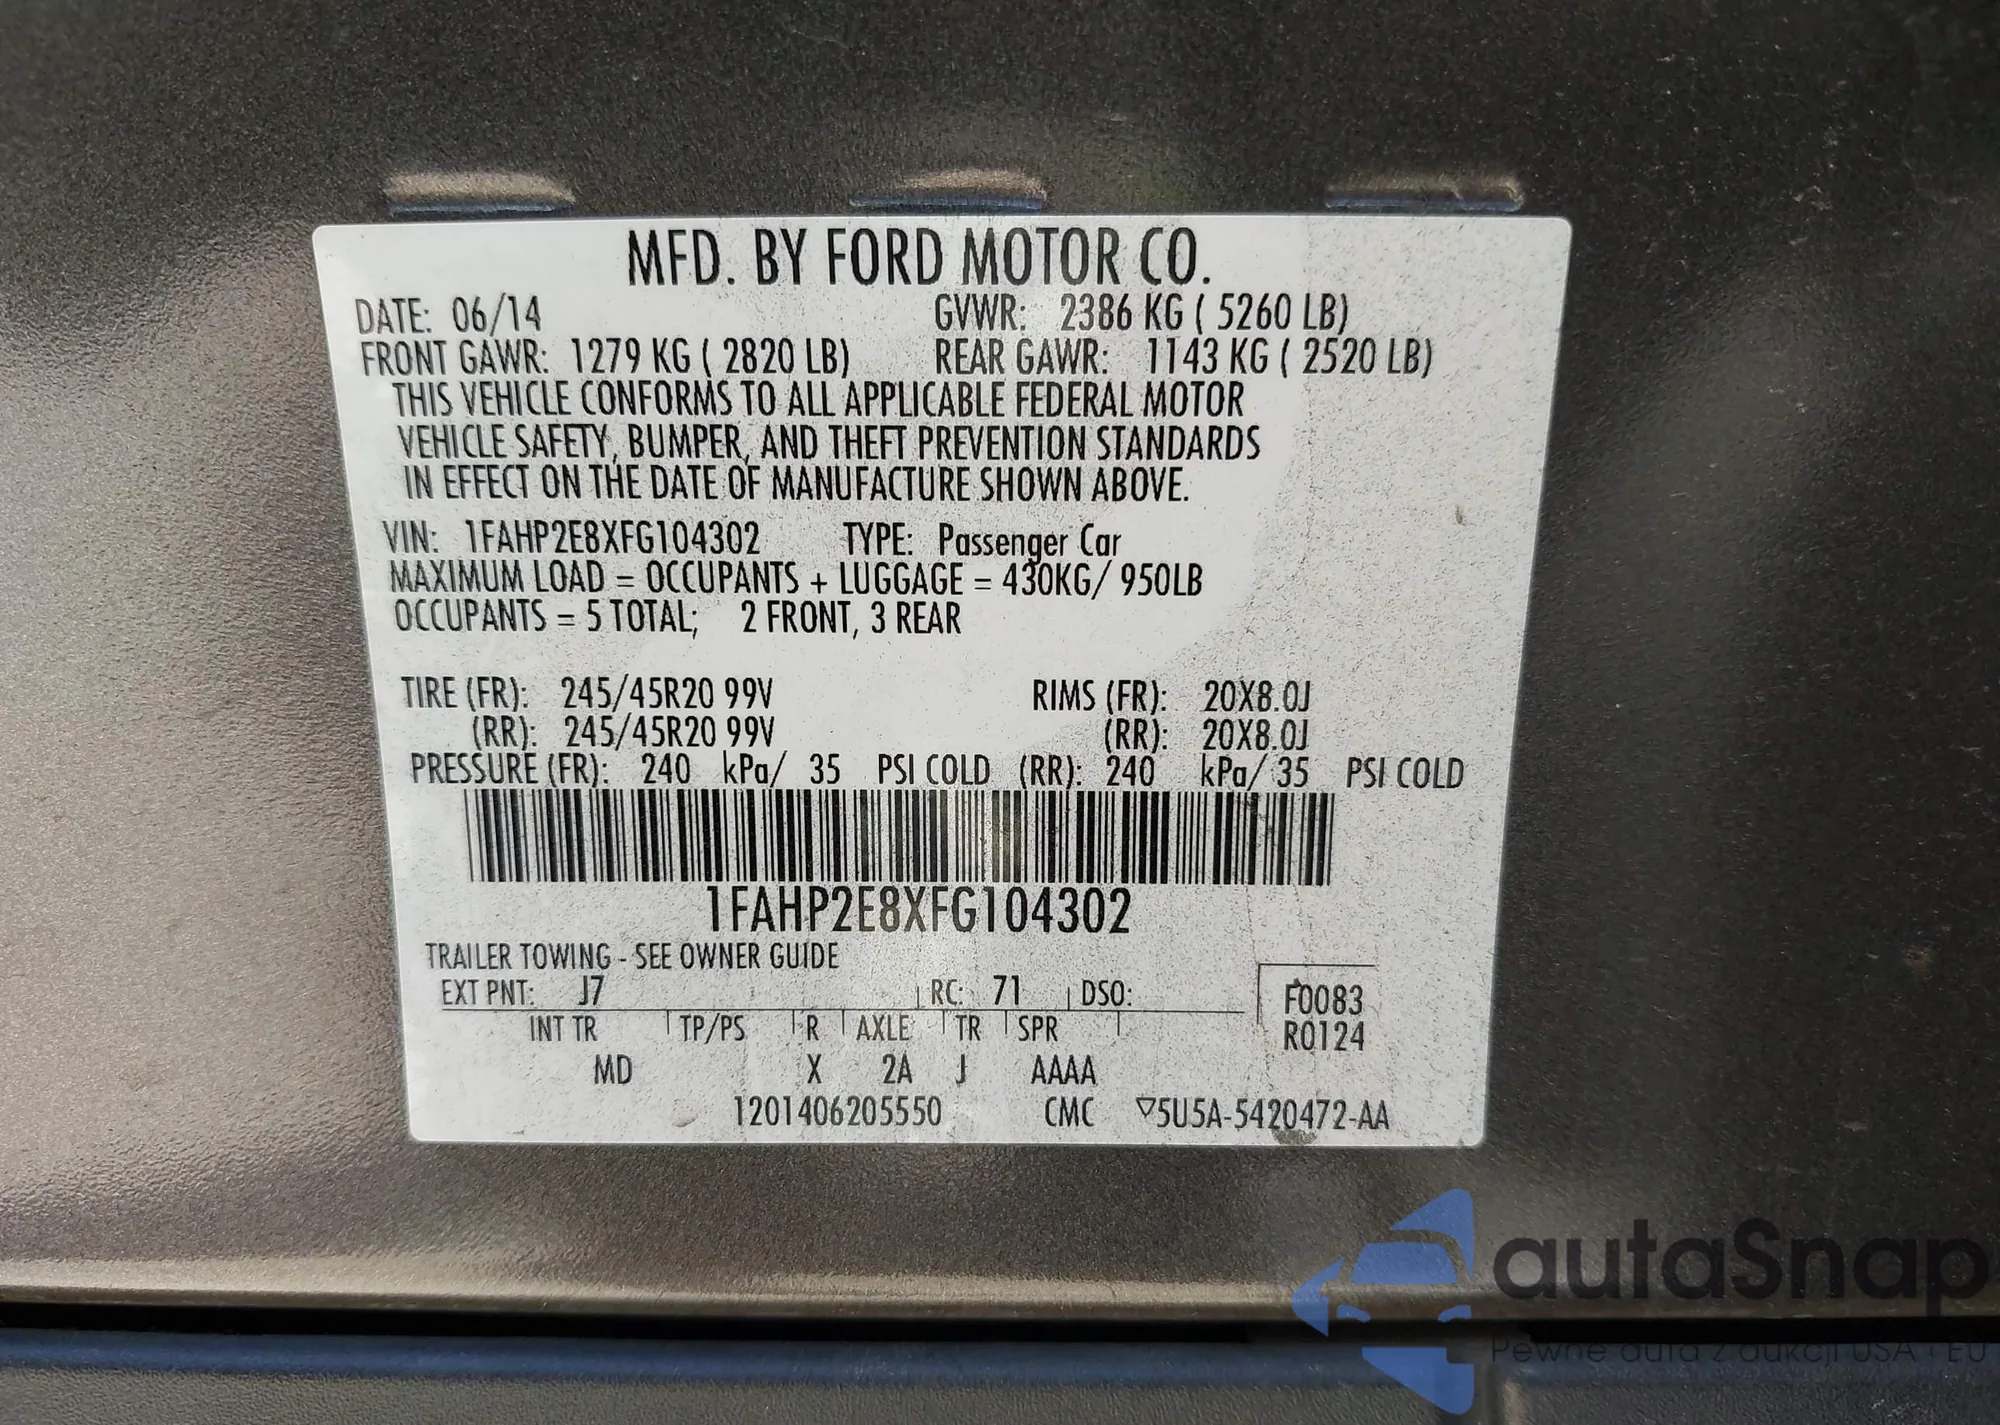 MFD. BY FORD MOTOR CO.
DATE: 06/14 GVWR: 2386 KG ( 5260 LB)
FRONT GAWR: 1279 KG ( 2820 LB) REAR GAWR: 1143 KG ( 2520 LB)
THIS VEHICLE CONFORMS TO ALL APPLICABLE FEDERAL MOTOR
VEHICLE SAFETY, BUMPER, AND THEFT PREVENTION STANDARDS
IN EFFECT ON THE DATE OF MANUFACTURE SHOWN ABOVE.
VIN: 1FAHP2E8XFG104302 TYPE: Passenger Car
MAXIMUM LOAD = OCCUPANTS + LUGGAGE = 430KG/ 950LB
OCCUPANTS = 5 TOTAL; 2 FRONT, 3 REAR
TIRE (FR): 245/45R20 99V RIMS (FR): 20X8.0J
(RR): 245/45R20 99V (RR): 20X8.0J
PRESSURE (FR): 240 kPa/ 35 PSI COLD (RR): 240 kPa/ 35 PSI COLD
1FAHP2E8XFG104302
TRAILER TOWING - SEE OWNER GUIDE
EXT PNT: J7 RC: 71 DSO: F0083
INT TR TP/PS R AXLE TR SPR R0124
MD X 2A J AAAA
1201406205550 CMC ▽5U5A-5420472-AA
autaSnap
Pewne auta z aukcji USA i EU